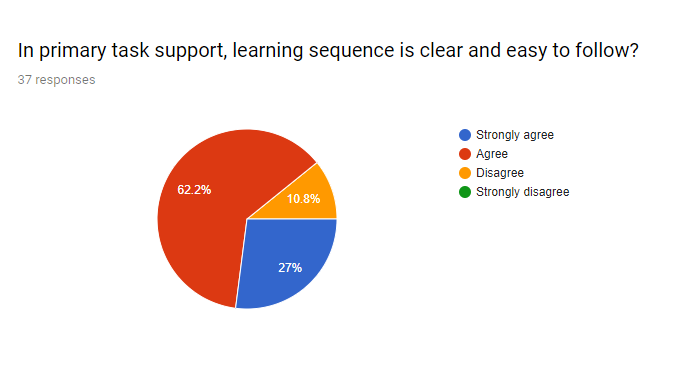 In primary task support, learning sequence is clear and easy to follow?
37 responses
Strongly agree
Agree
Disagree
Strongly disagree
62.2%
10.8%
27%